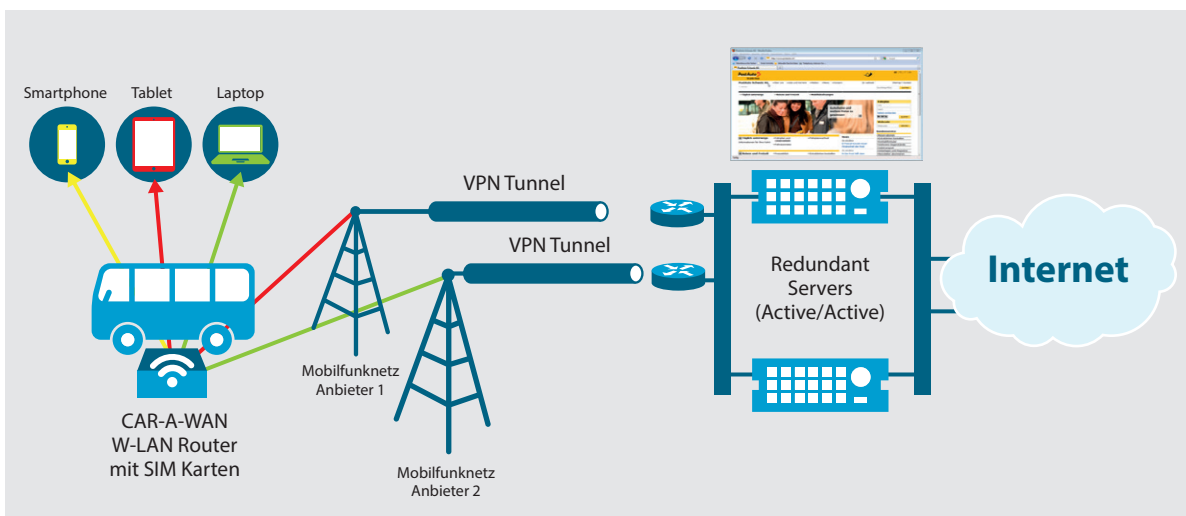 Smartphone
Tablet
Laptop
VPN Tunnel
VPN Tunnel
Redundant
Servers
(Active/Active)
Internet
Mobilfunknetz
Anbieter 1
CAR-A-WAN
W-LAN Router
mit SIM Karten
Mobilfunknetz
Anbieter 2